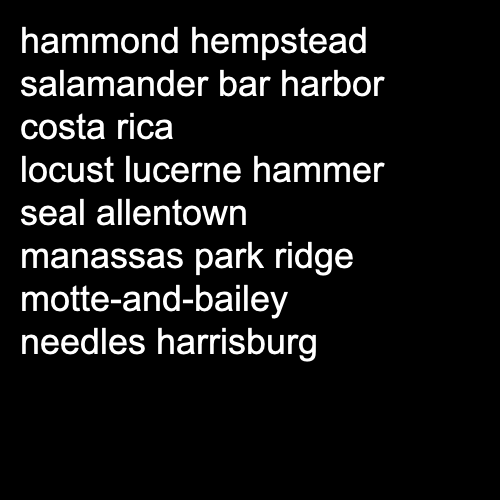 hammond hempstead
salamander bar harbor
costa rica
locust lucerne hammer
seal allentown
manassas park ridge
motte-and-bailey
needles harrisburg